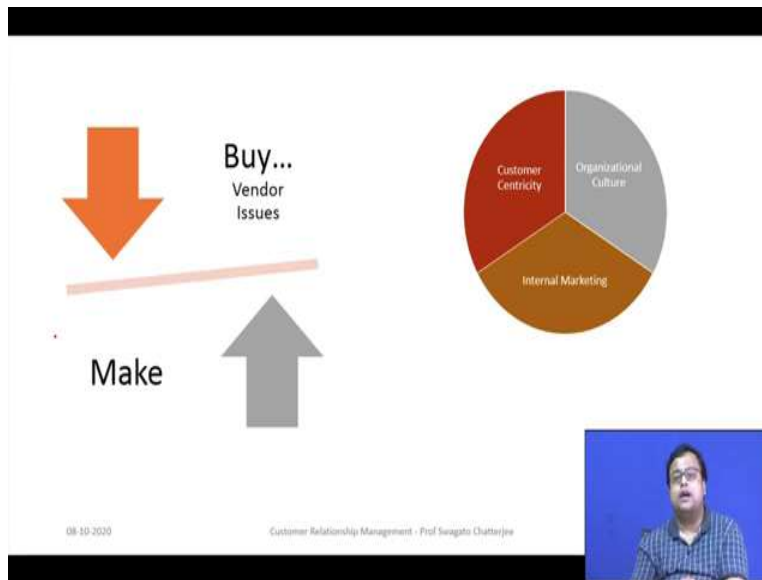 Buy...
Vendor
Issues
Make
Customer
Centricity
Organizational
Culture
Internal Marketing
08-10-2020
Customer Relationship Management - Prof Swagato Chatterjee